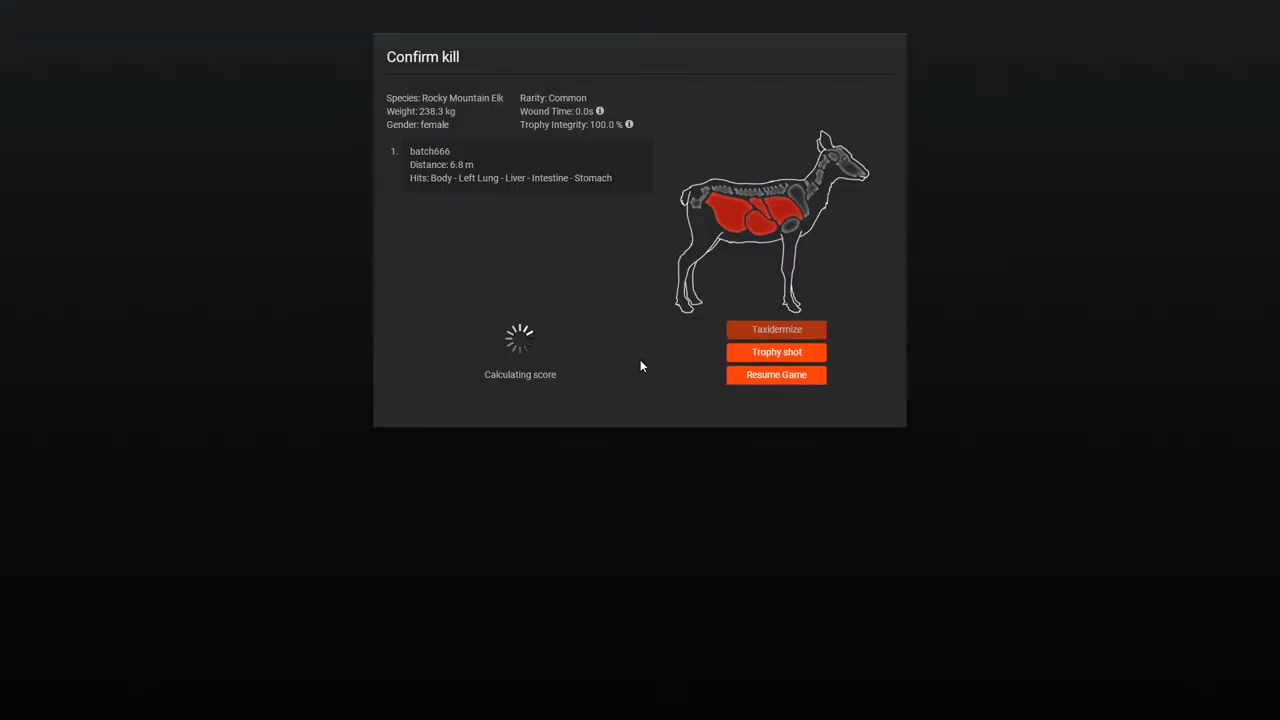 Confirm kill
Species: Rocky Mountain Elk
Rarity: Common
Weight: 238.3 kg
Wound Time: 0.0s
Gender: female
Trophy Integrity: 100.0 %
1.
batch666
Distance: 6.8 m
Hits: Body - Left Lung - Liver - Intestine - Stomach
Taxidermize
Trophy shot
Calculating score
Resume Game